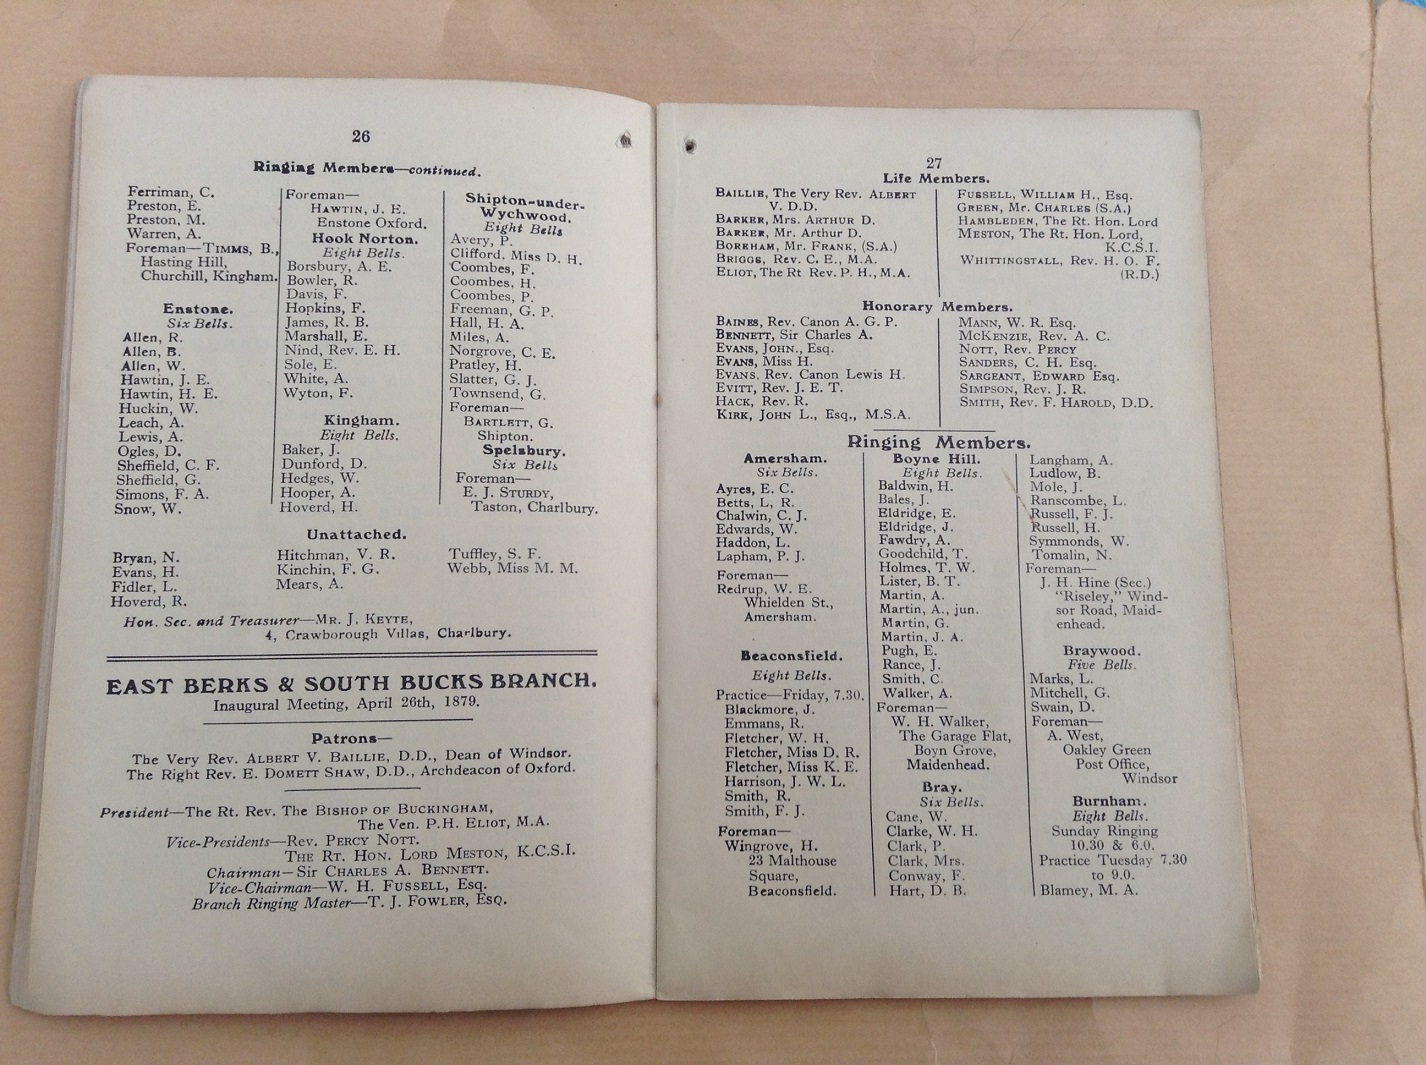 26
Ringing Members—continued.
Ferriman, C.
Preston, E.
Preston, M.
Warren, A.
Foreman—TIMMS, B.,
Hasting Hill,
Churchill, Kingham.
Enstone.
Six Bells.
Allen, R.
Allen, B.
Allen, W.
Hawtin, J. E.
Hawtin, H. E.
Huckin, W.
Leach, A.
Lewis, A.
Ogles, D.
Sheffield, C. F.
Sheffield, G.
Simons, F. A.
Snow, W.
Foreman—
HAWTIN, J. E.
Enstone Oxford.
Hook Norton.
Eight Bells.
Borsbury, A. E.
Bowler, R.
Davis, F.
Hopkins, F.
James, R. B.
Marshall, E.
Nind, Rev. E. H.
Sole, E.
White, A.
Wyton, F.
Kingham.
Eight Bells.
Baker, J.
Dunford, D.
Hedges, W.
Hooper, A.
Hoverd, H.
Shipton-under-
Wychwood.
Eight Bells
Avery, P.
Clifford, Miss D. H.
Coombes, F.
Coombes, H.
Coombes, P.
Freeman, G. P.
Hall, H. A.
Miles, A.
Norgrove, C. E.
Pratley, H.
Slatter, G. J.
Townsend, G.
Foreman—
BARTLETT, G.
Shipton.
Spelsbury.
Six Bells
Foreman—
E. J. STURDY,
Taston, Charlbury.
Unattached.
Bryan, N.
Evans, H.
Fidler, L.
Hoverd, R.
Hitchman, V. R.
Kinchin, F. G.
Mears, A.
Tuffley, S. F.
Webb, Miss M. M.
Hon. Sec. and Treasurer—MR. J. KEYTE,
4, Crawborough Villas, Charlbury.
EAST BERKS & SOUTH BUCKS BRANCH.
Inaugural Meeting, April 26th, 1879.
Patrons—
The Very Rev. ALBERT V. BAILLIE, D.D., Dean of Windsor.
The Right Rev. E. DOMETT SHAW, D.D., Archdeacon of Oxford.
President—The Rt. Rev. The BISHOP OF BUCKINGHAM,
The Ven. P.H. ELIOT, M.A.
Vice-Presidents—Rev. PERCY NOTT.
THE RT. HON. LORD MESTON, K.C.S.I.
Chairman—Sir CHARLES A. BENNETT.
Vice-Chairman—W. H. FUSSELL, Esq.
Branch Ringing Master—T. J. FOWLER, ESQ.
27
Life Members.
BAILLIE, The Very Rev. ALBERT
V. D.D.
BARKER, Mrs. ARTHUR D.
BARKER, Mr. Arthur D.
BOREHAM, Mr. FRANK, (S.A.)
BRIGGS, Rev. C. E., M.A.
ELIOT, The Rt Rev. P. H., M.A.
FUSSELL, WILLIAM H., Esq.
GREEN, Mr. CHARLES (S.A.)
HAMBLEDEN, The Rt. Hon. Lord
MESTON, The Rt. Hon. Lord,
K.C.S.I.
WHITTINGSTALL, Rev. H. O. F.
(R.D.)
Honorary Members.
BAINES, Rev. Canon A. G. P.
BENNETT, Sir Charles A.
EVANS, JOHN., Esq.
EVANS, Miss H.
EVANS, Rev. Canon Lewis H.
EVITT, Rev. J. E. T.
HACK, Rev. R.
KIRK, JOHN L., Esq., M.S.A.
MANN, W. R. Esq.
MCKENZIE, Rev. A. C.
NOTT, Rev. PERCY
SANDERS, C. H. Esq.
SARGEANT, EDWARD Esq.
SIMPSON, Rev. J. R.
SMITH, Rev. F. HAROLD, D.D.
Ringing Members.
Amersham.
Six Bells.
Ayres, E. C.
Betts, L, R.
Chalwin, C. J.
Edwards, W.
Haddon, L.
Lapham, P. J.
Foreman—
Redrup, W. E.
Whielden St.,
Amersham.
Beaconsfield.
Eight Bells.
Practice—Friday, 7.30.
Blackmore, J.
Emmans, R.
Fletcher, W. H,
Fletcher, Miss D. R.
Fletcher, Miss K. E.
Harrison, J. W. L.
Smith, R.
Smith, F. J.
Foreman—
Wingrove, H.
23 Malthouse
Square,
Beaconsfield.
Boyne Hill.
Eight Bells.
Baldwin, H.
Bales, J.
Eldridge, E.
Eldridge, J.
Fawdry, A.
Goodchild, T.
Holmes, T. W.
Lister, B. T.
Martin, A.
Martin, A., jun.
Martin, G.
Martin, J. A.
Pugh, E.
Rance, J.
Smith, C.
Walker, A.
Foreman—
W. H. Walker,
The Garage Flat,
Boyn Grove,
Maidenhead.
Bray.
Six Bells.
Cane, W.
Clarke, W. H.
Clark, P.
Clark, Mrs.
Conway, F.
Hart, D. B.
Langham, A.
Ludlow, B.
Mole, J.
Ranscombe, L.
Russell, F. J.
Russell, H.
Symmonds, W.
Tomalin, N.
Foreman—
J. H. Hine (Sec.)
"Riseley," Wind-
sor Road, Maid-
enhead.
Braywood.
Five Bells.
Marks, L.
Mitchell, G.
Swain, D.
Foreman—
A. West,
Oakley Green
Post Office,
Windsor
Burnham.
Eight Bells.
Sunday Ringing
10.30 & 6.0.
Practice Tuesday 7.30
to 9.0.
Blamey, M. A.